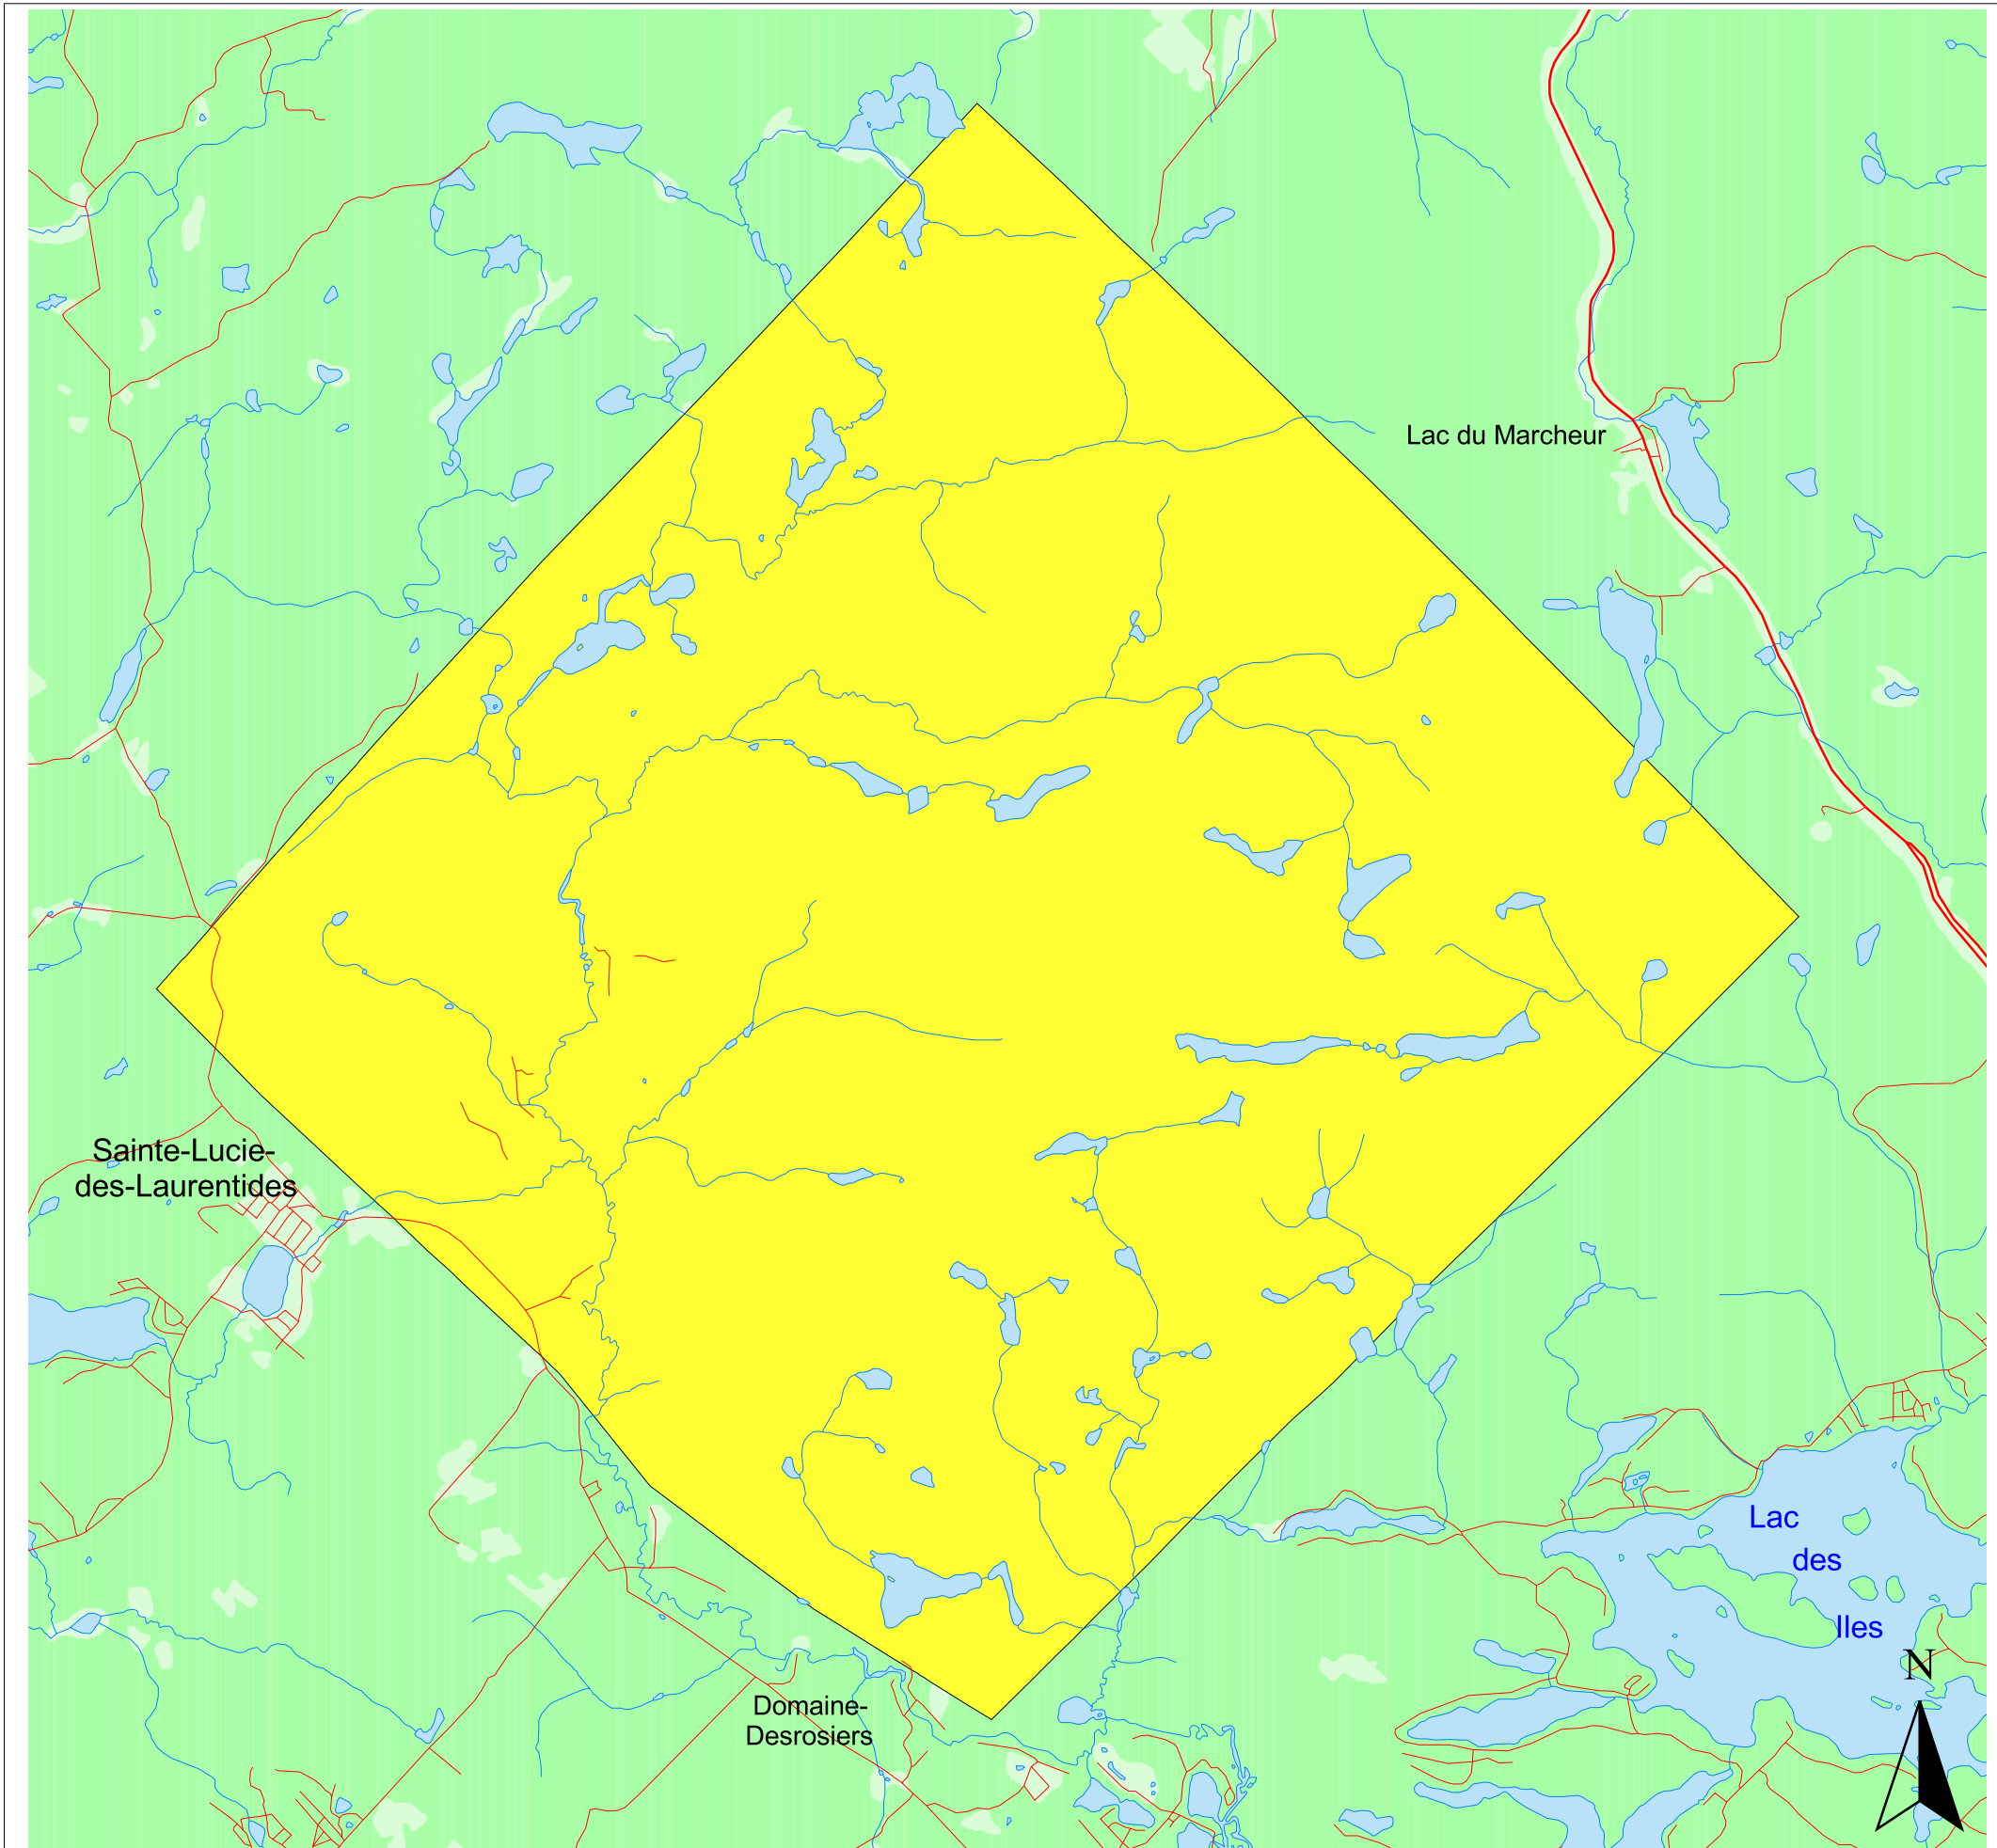 Lac du Marcheur
Sainte-Lucie-
des-Laurentides
Lac
des
Iles
N
Domaine-
Desrosiers